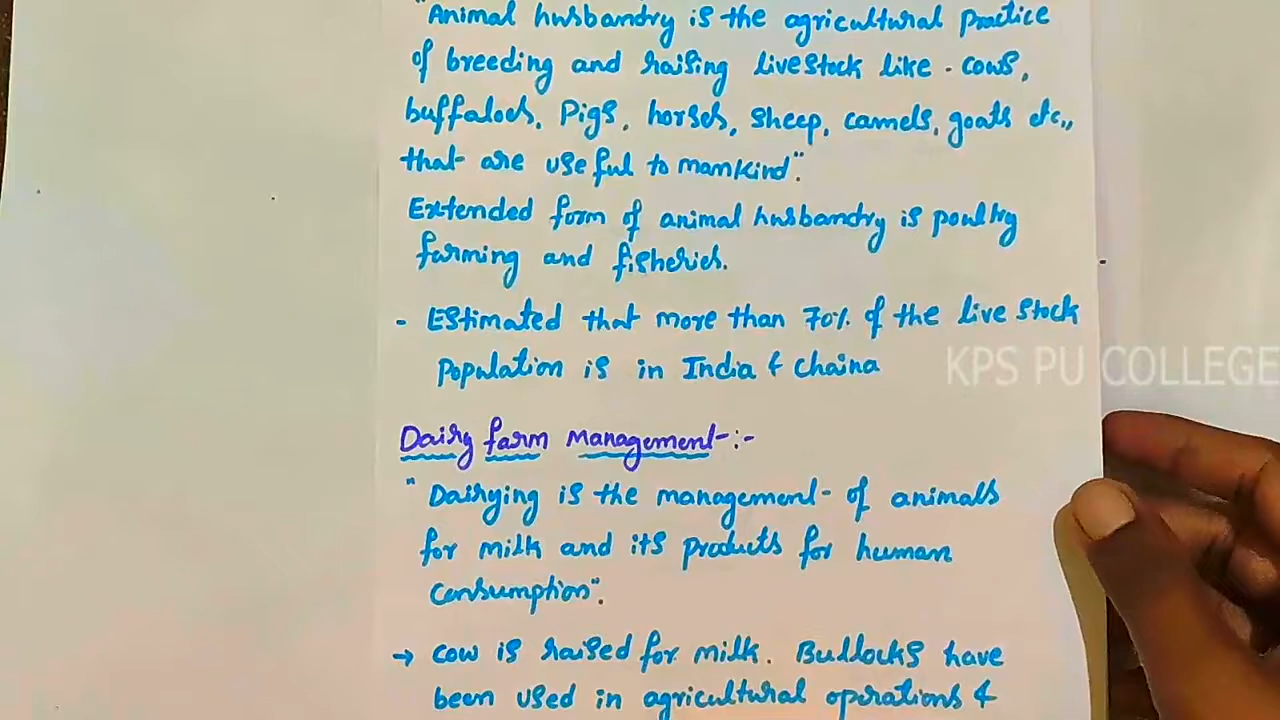 "Animal husbandry is the agricultural practice
of breeding and raising livestock like - cows,
buffaloes, Pigs, horses, sheep, camels, goats etc.,
that are useful to mankind".
Extended form of animal husbandry is poultry
farming and fisheries.
- Estimated that more than 70% of the live stock
Population is in India & chaina
KPS PU COLLEGE
Dairy farm management-:-
"Dairying is the management- of animals
for milk and its products for human
consumption".
→ cow is raised for milk. Bullocks have
been used in agricultural operations &